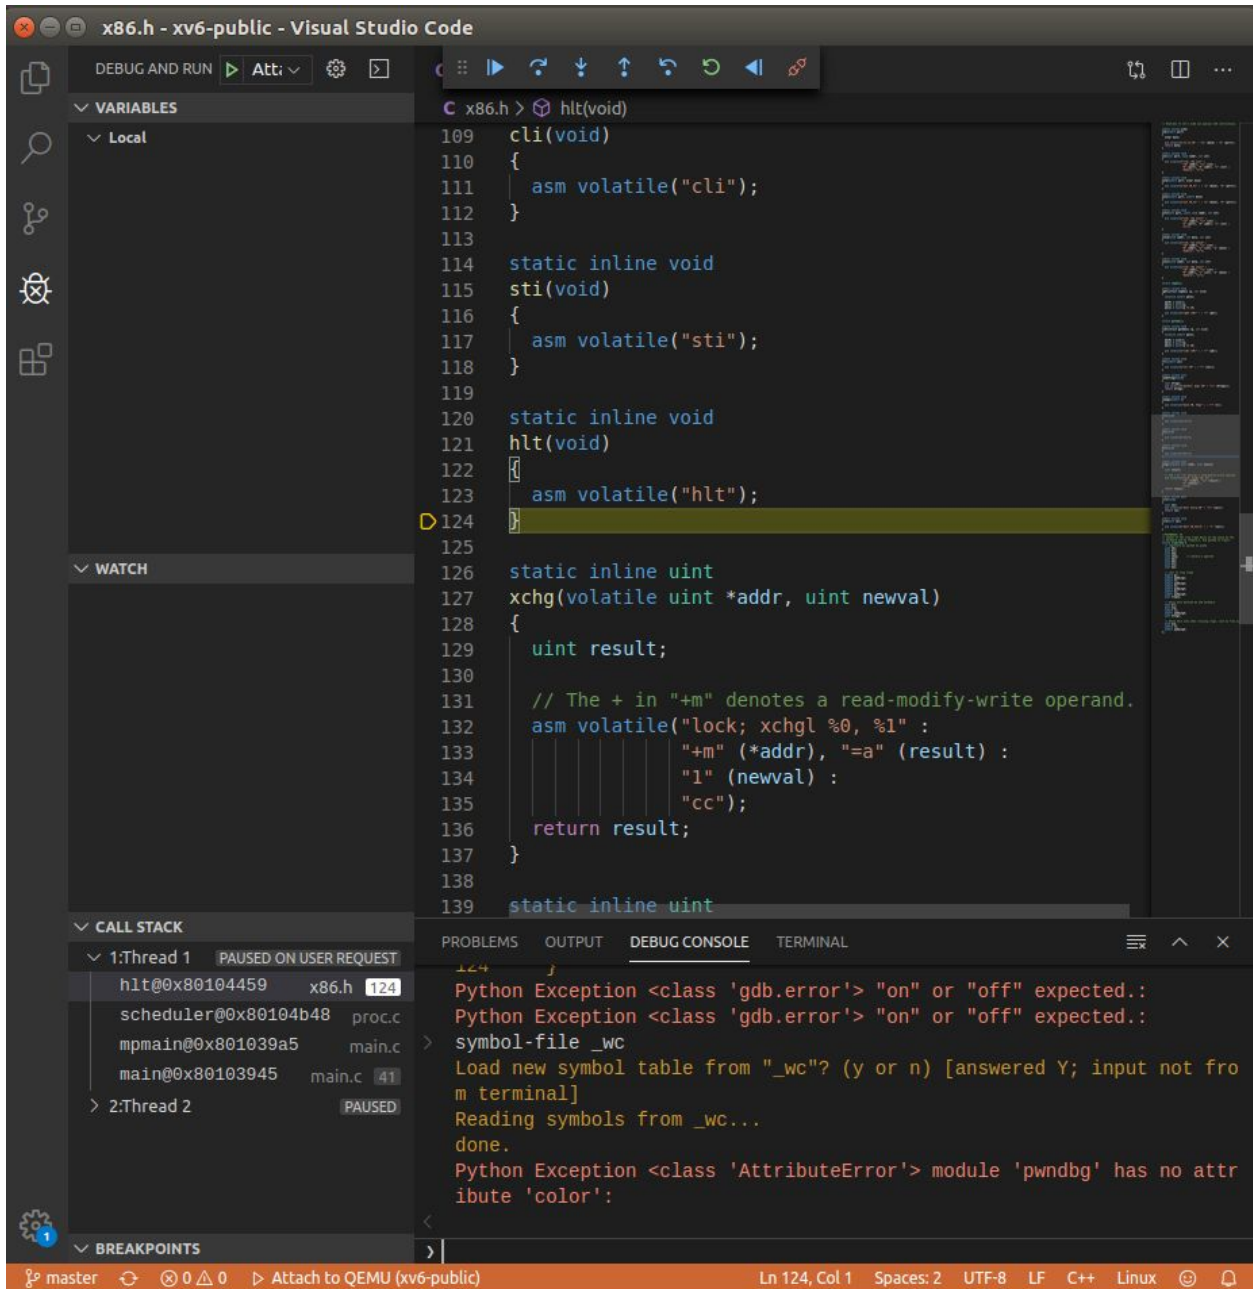 x86.h - xv6-public - Visual Studio Code
DEBUG AND RUN Att
VARIABLES
Local
WATCH
CALL STACK
1:Thread 1 PAUSED ON USER REQUEST
hlt@0x80104459 x86.h 124
scheduler@0x80104b48 proc.c
mpmain@0x801039a5 main.c
main@0x80103945 main.c 41
2:Thread 2 PAUSED
BREAKPOINTS
C x86.h > hlt(void)
109 cli(void)
110 {
111 asm volatile("cli");
112 }
113
114 static inline void
115 sti(void)
116 {
117 asm volatile("sti");
118 }
119
120 static inline void
121 hlt(void)
122 {
123 asm volatile("hlt");
124 }
125
126 static inline uint
127 xchg(volatile uint *addr, uint newval)
128 {
129 uint result;
130
131 // The + in "+m" denotes a read-modify-write operand.
132 asm volatile("lock; xchgl %0, %1" :
133 "+m" (*addr), "=a" (result) :
134 "1" (newval) :
135 "cc");
136 return result;
137 }
138
139 static inline uint
PROBLEMS OUTPUT DEBUG CONSOLE TERMINAL
124 }
Python Exception <class 'gdb.error'> "on" or "off" expected.:
Python Exception <class 'gdb.error'> "on" or "off" expected.:
> symbol-file _wc
Load new symbol table from "_wc"? (y or n) [answered Y; input not fro
m terminal]
Reading symbols from _wc...
done.
Python Exception <class 'AttributeError'> module 'pwndbg' has no attr
ibute 'color':
1
master 0 0 Attach to QEMU (xv6-public) Ln 124, Col 1 Spaces: 2 UTF-8 LF C++ Linux